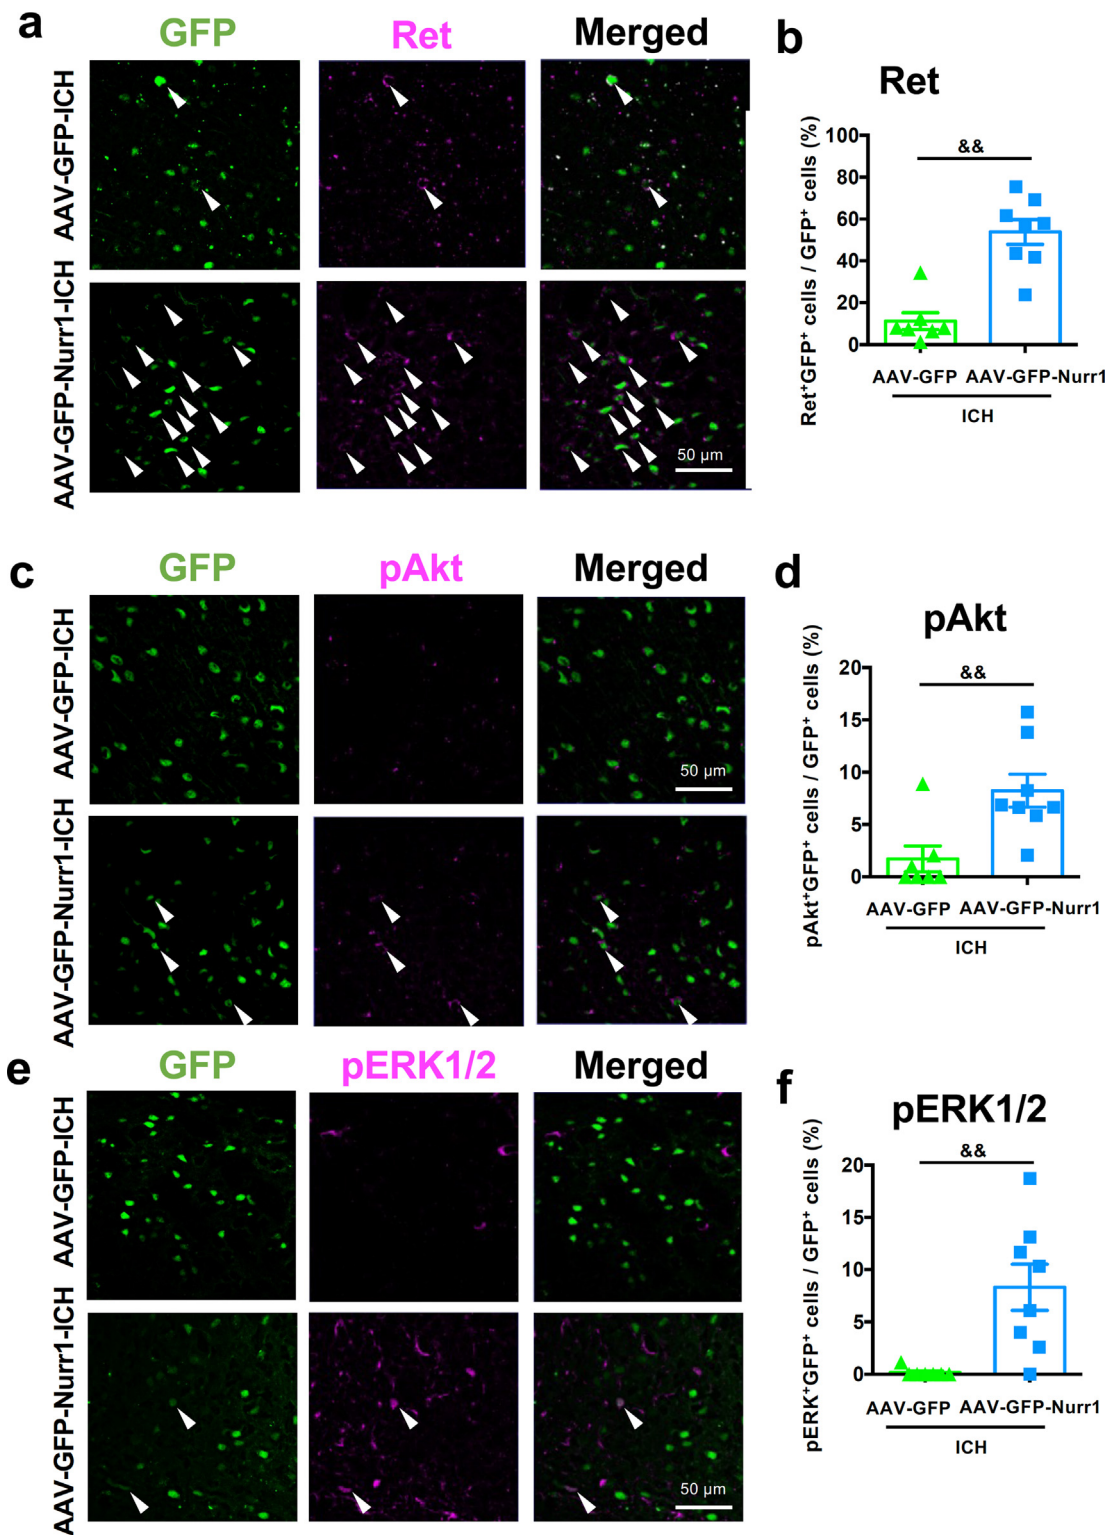 a
GFP
Ret
Merged
AAV-GFP-ICH
AAV-GFP-Nurr1-ICH
50 µm
b
Ret
&&
Ret⁺GFP⁺ cells / GFP⁺ cells (%)
100
80
60
40
20
0
AAV-GFP
AAV-GFP-Nurr1
ICH
c
GFP
pAkt
Merged
AAV-GFP-ICH
50 µm
AAV-GFP-Nurr1-ICH
d
pAkt
&&
pAkt⁺GFP⁺ cells / GFP⁺ cells (%)
20
15
10
5
0
AAV-GFP
AAV-GFP-Nurr1
ICH
e
GFP
pERK1/2
Merged
AAV-GFP-ICH
AAV-GFP-Nurr1-ICH
50 µm
f
pERK1/2
&&
pERK⁺GFP⁺ cells / GFP⁺ cells (%)
20
15
10
5
0
AAV-GFP
AAV-GFP-Nurr1
ICH